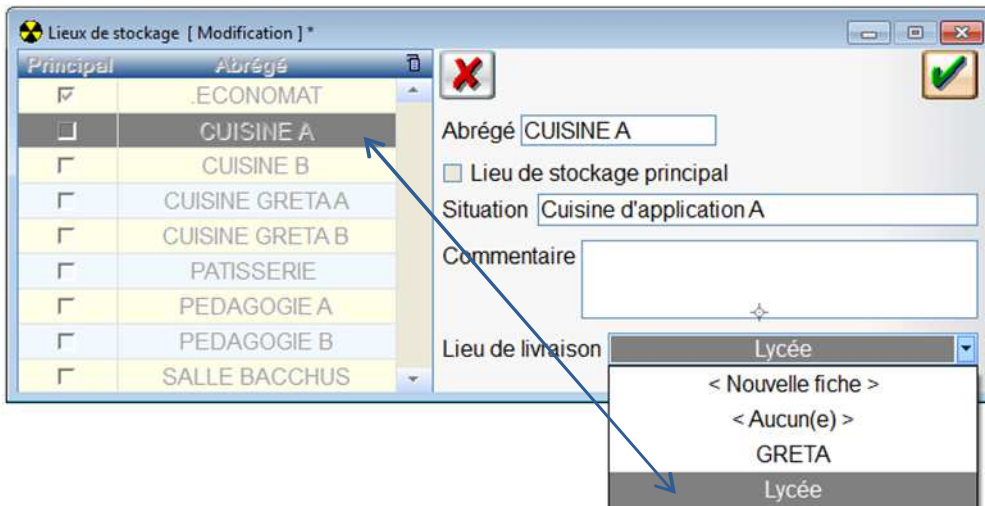 Lieux de stockage [ Modification ] *
Principal Abrégé
.ECONOMAT
CUISINE A
CUISINE B
CUISINE GRETA A
CUISINE GRETA B
PATISSERIE
PEDAGOGIE A
PEDAGOGIE B
SALLE BACCHUS
Abrégé CUISINE A
Lieu de stockage principal
Situation Cuisine d'application A
Commentaire
Lieu de livraison Lycée
< Nouvelle fiche >
< Aucun(e) >
GRETA
Lycée